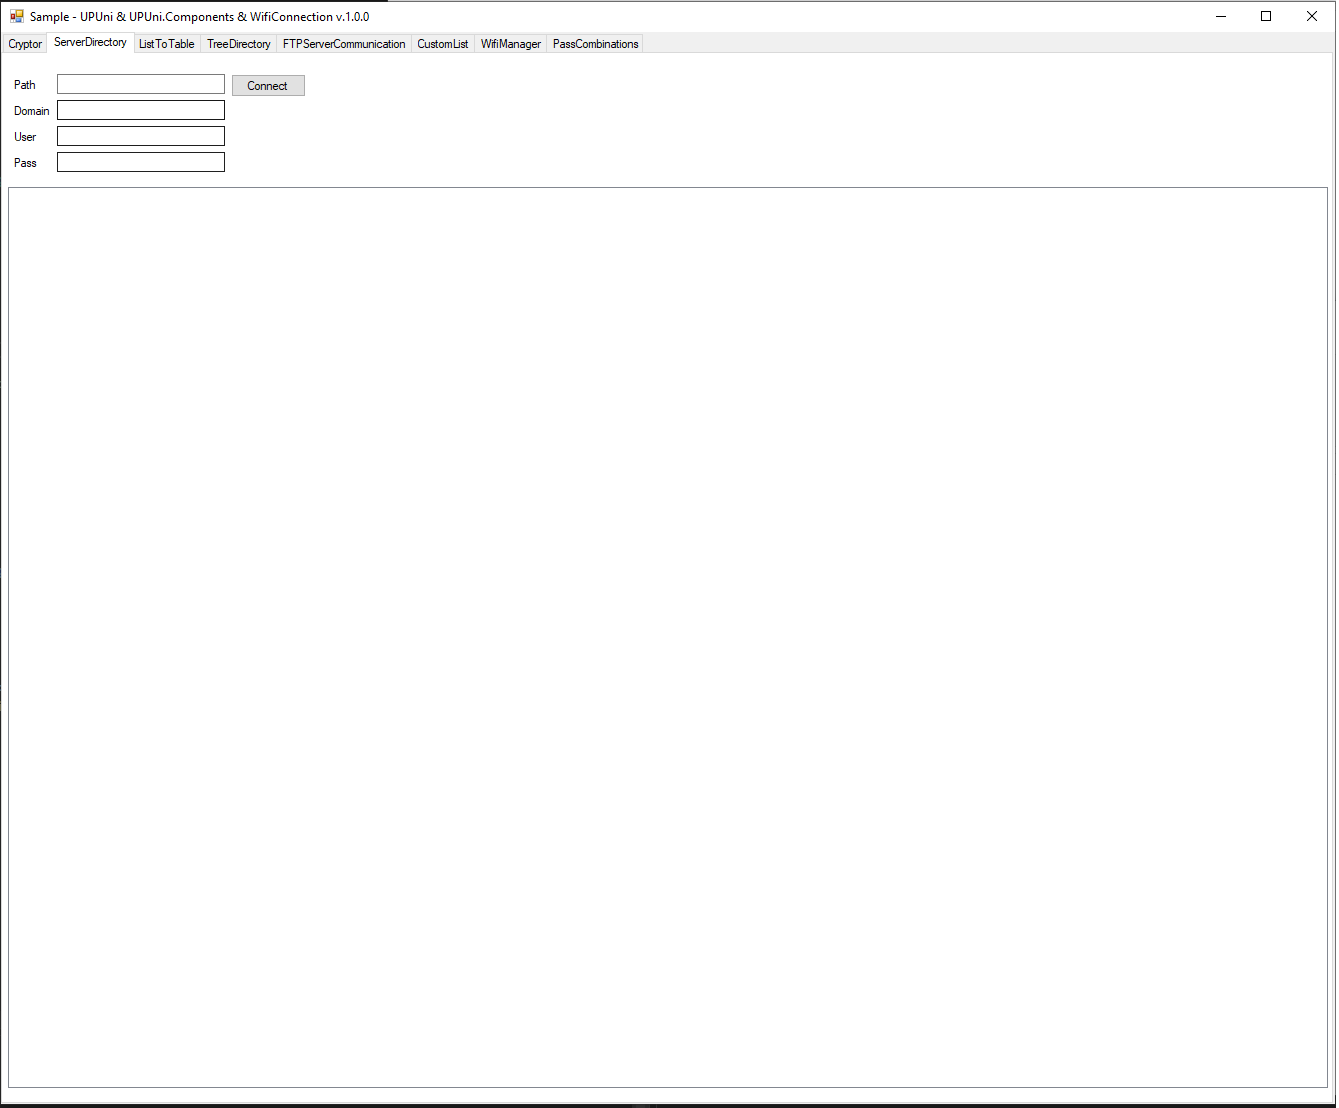 Sample - UPUni & UPUni.Components & WifiConnection v.1.0.0
Cryptor ServerDirectory ListToTable TreeDirectory FTPServerCommunication CustomList WifiManager PassCombinations
Path Connect
Domain
User
Pass